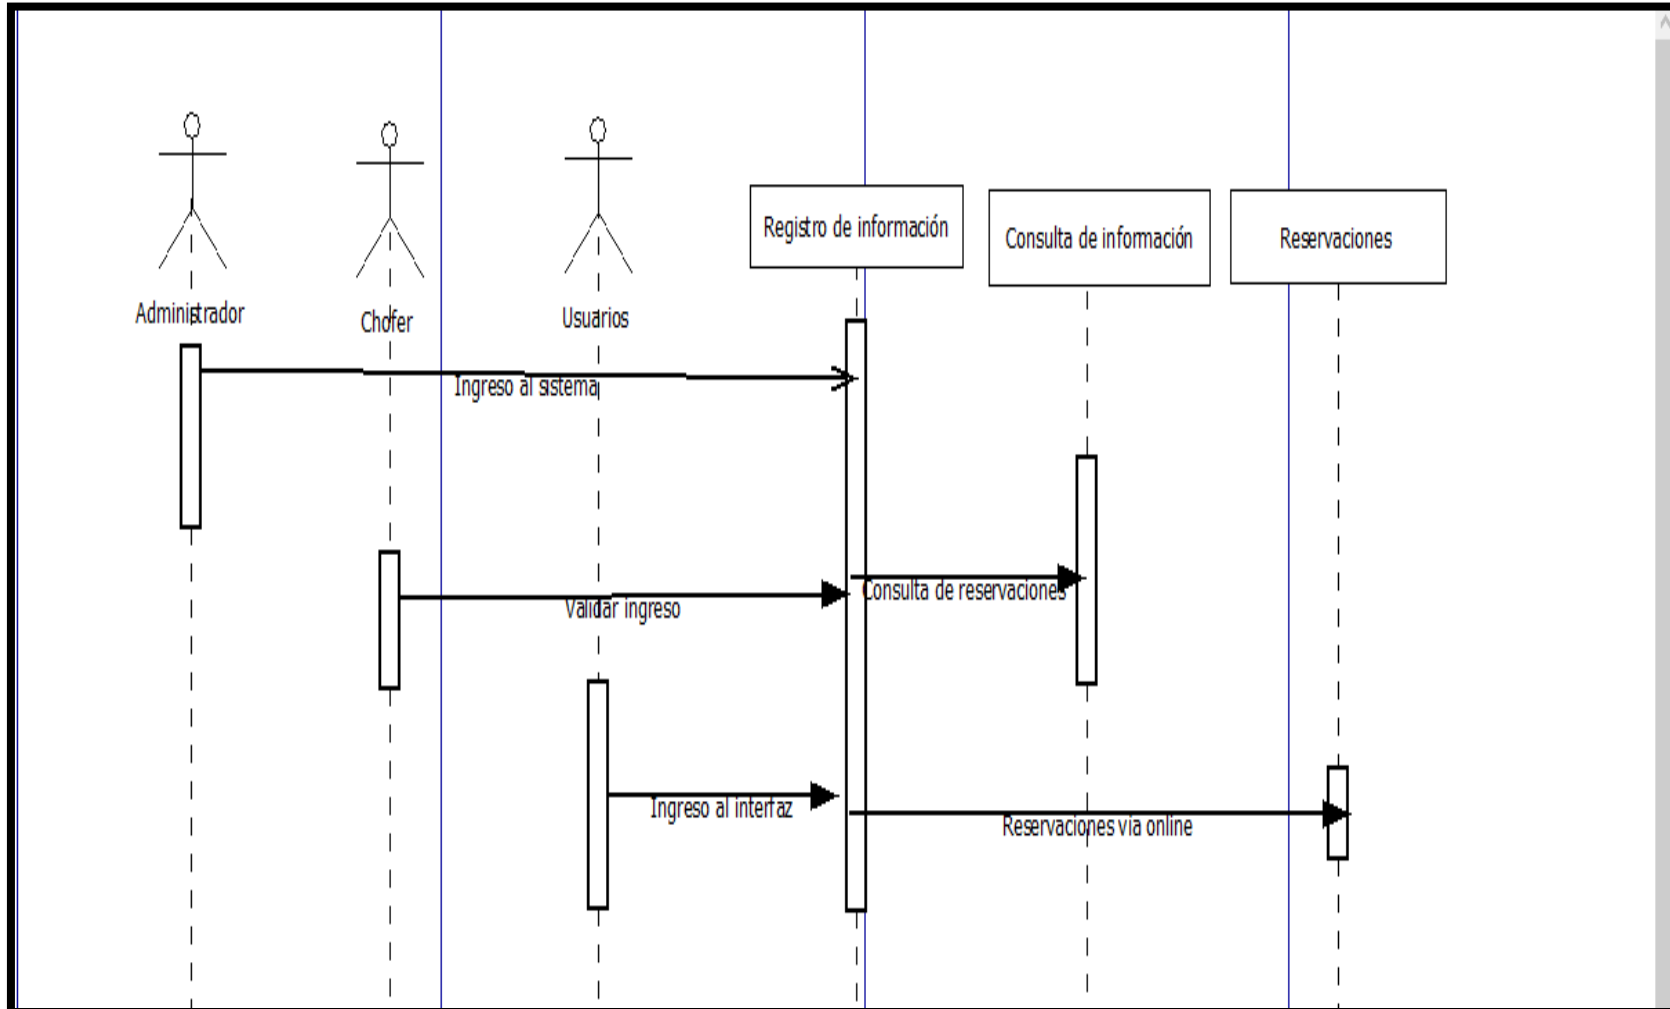 Registro de información
Consulta de información
Reservaciones
Administrador
Chofer
Usuarios
Ingreso al sistema
Consulta de reservaciones
Validar ingreso
Ingreso al interfaz
Reservaciones via online